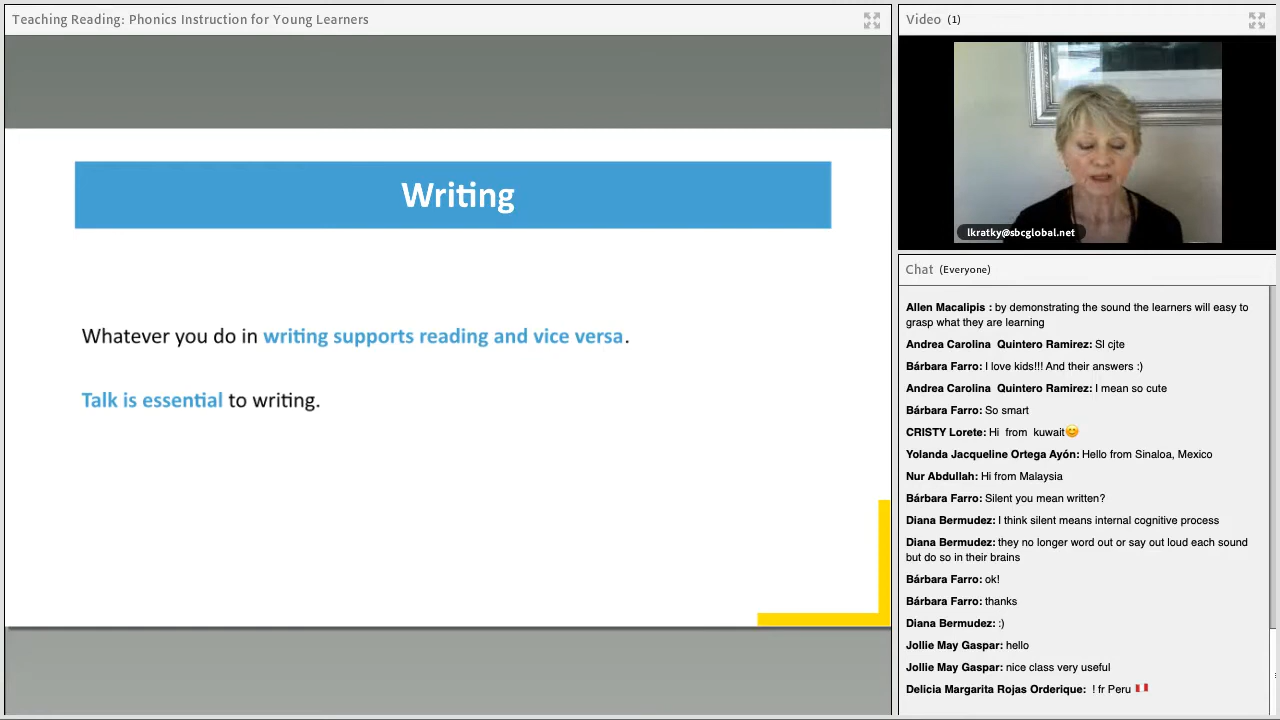 Teaching Reading: Phonics Instruction for Young Learners
Writing
Whatever you do in writing supports reading and vice versa.
Talk is essential to writing.
Video (1)
lkratky@sbcglobal.net
Chat (Everyone)
Allen Macalipis : by demonstrating the sound the learners will easy to
grasp what they are learning
Andrea Carolina Quintero Ramirez: Sl cjte
Bárbara Farro: I love kids!!! And their answers :)
Andrea Carolina Quintero Ramirez: I mean so cute
Bárbara Farro: So smart
CRISTY Lorete: Hi from kuwait😊
Yolanda Jacqueline Ortega Ayón: Hello from Sinaloa, Mexico
Nur Abdullah: Hi from Malaysia
Bárbara Farro: Silent you mean written?
Diana Bermudez: I think silent means internal cognitive process
Diana Bermudez: they no longer word out or say out loud each sound
but do so in their brains
Bárbara Farro: ok!
Bárbara Farro: thanks
Diana Bermudez: :)
Jollie May Gaspar: hello
Jollie May Gaspar: nice class very useful
Delicia Margarita Rojas Orderique: ! fr Peru 🇵🇪